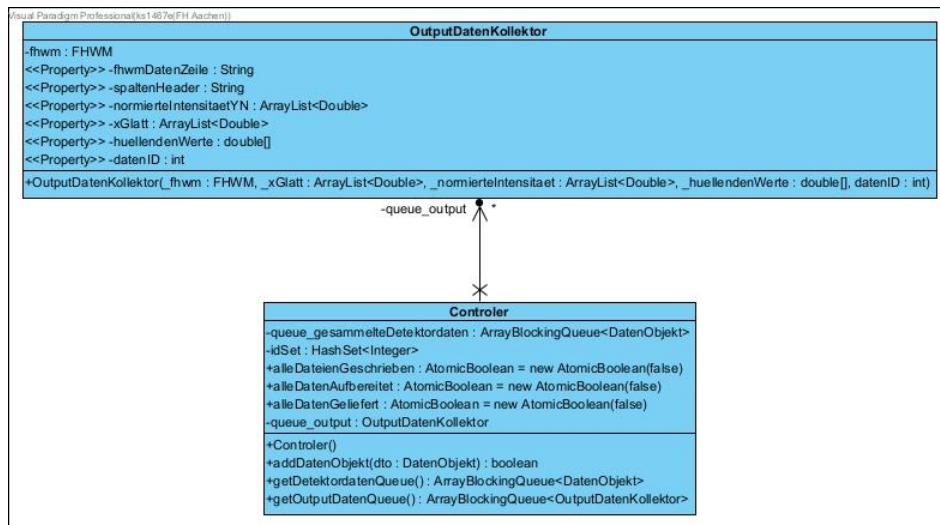 Visual Paradigm Professional(ks1467e(FH Aachen))
OutputDatenKollektor
-fhwm : FHWM
<<Property>> -fhwmDatenZeile : String
<<Property>> -spaltenHeader : String
<<Property>> -normierteIntensitaetYN : ArrayList<Double>
<<Property>> -xGlatt : ArrayList<Double>
<<Property>> -huellendenWerte : double[]
<<Property>> -datenID : int
+OutputDatenKollektor(_fhwm : FHWM, _xGlatt : ArrayList<Double>, _normierteIntensitaet : ArrayList<Double>, _huellendenWerte : double[], datenID : int)
-queue_output *
Controler
-queue_gesammelteDetektordaten : ArrayBlockingQueue<DatenObjekt>
-idSet : HashSet<Integer>
+alleDateienGeschrieben : AtomicBoolean = new AtomicBoolean(false)
+alleDatenAufbereitet : AtomicBoolean = new AtomicBoolean(false)
+alleDatenGeliefert : AtomicBoolean = new AtomicBoolean(false)
-queue_output : OutputDatenKollektor
+Controler()
+addDatenObjekt(dto : DatenObjekt) : boolean
+getDetektordatenQueue() : ArrayBlockingQueue<DatenObjekt>
+getOutputDatenQueue() : ArrayBlockingQueue<OutputDatenKollektor>